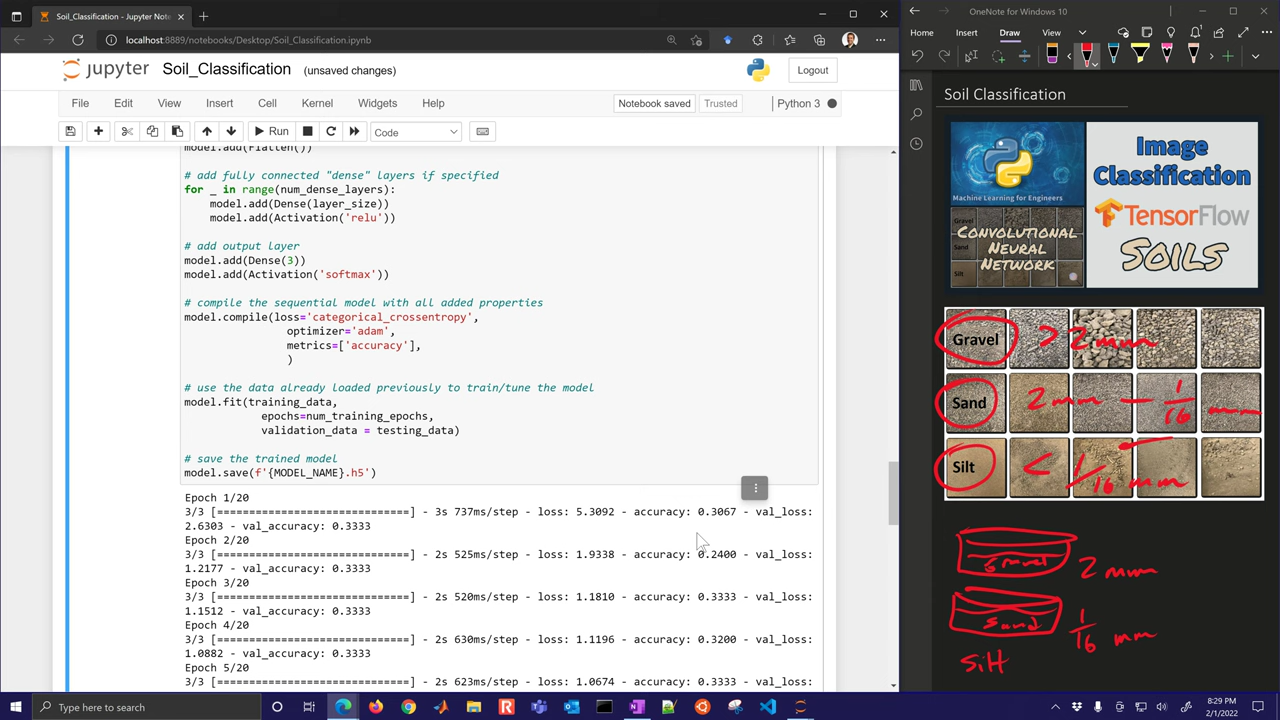 Soil_Classification - Jupyter Not
localhost:8889/notebooks/Desktop/Soil_Classification.ipynb
jupyter Soil_Classification (unsaved changes)
Logout
File Edit View Insert Cell Kernel Widgets Help
Notebook saved Trusted Python 3
Run Code
model.add(Flatten())
# add fully connected "dense" layers if specified
for _ in range(num_dense_layers):
model.add(Dense(layer_size))
model.add(Activation('relu'))
# add output layer
model.add(Dense(3))
model.add(Activation('softmax'))
# compile the sequential model with all added properties
model.compile(loss='categorical_crossentropy',
optimizer='adam',
metrics=['accuracy'],
)
# use the data already loaded previously to train/tune the model
model.fit(training_data,
epochs=num_training_epochs,
validation_data = testing_data)
# save the trained model
model.save(f'{MODEL_NAME}.h5')
Epoch 1/20
3/3 [==============================] - 3s 737ms/step - loss: 5.3092 - accuracy: 0.3067 - val_loss:
2.6303 - val_accuracy: 0.3333
Epoch 2/20
3/3 [==============================] - 2s 525ms/step - loss: 1.9338 - accuracy: 0.2400 - val_loss:
1.2177 - val_accuracy: 0.3333
Epoch 3/20
3/3 [==============================] - 2s 520ms/step - loss: 1.1810 - accuracy: 0.3333 - val_loss:
1.1512 - val_accuracy: 0.3333
Epoch 4/20
3/3 [==============================] - 2s 630ms/step - loss: 1.1196 - accuracy: 0.3200 - val_loss:
1.0882 - val_accuracy: 0.3333
Epoch 5/20
3/3 [==============================] - 2s 623ms/step - loss: 1.0674 - accuracy: 0.3333 - val_loss:
OneNote for Windows 10
Home Insert Draw View
Soil Classification
Machine Learning for Engineers
Gravel
Sand
Silt
Convolutional
Neural
Network
Image
Classification
TensorFlow
Soils
Gravel > 2 mm
Sand 2 mm - 1/16 mm
Silt < 1/16 mm
Gravel 2 mm
Sand 1/16 mm
Silt
Type here to search
8:29 PM
2/1/2022